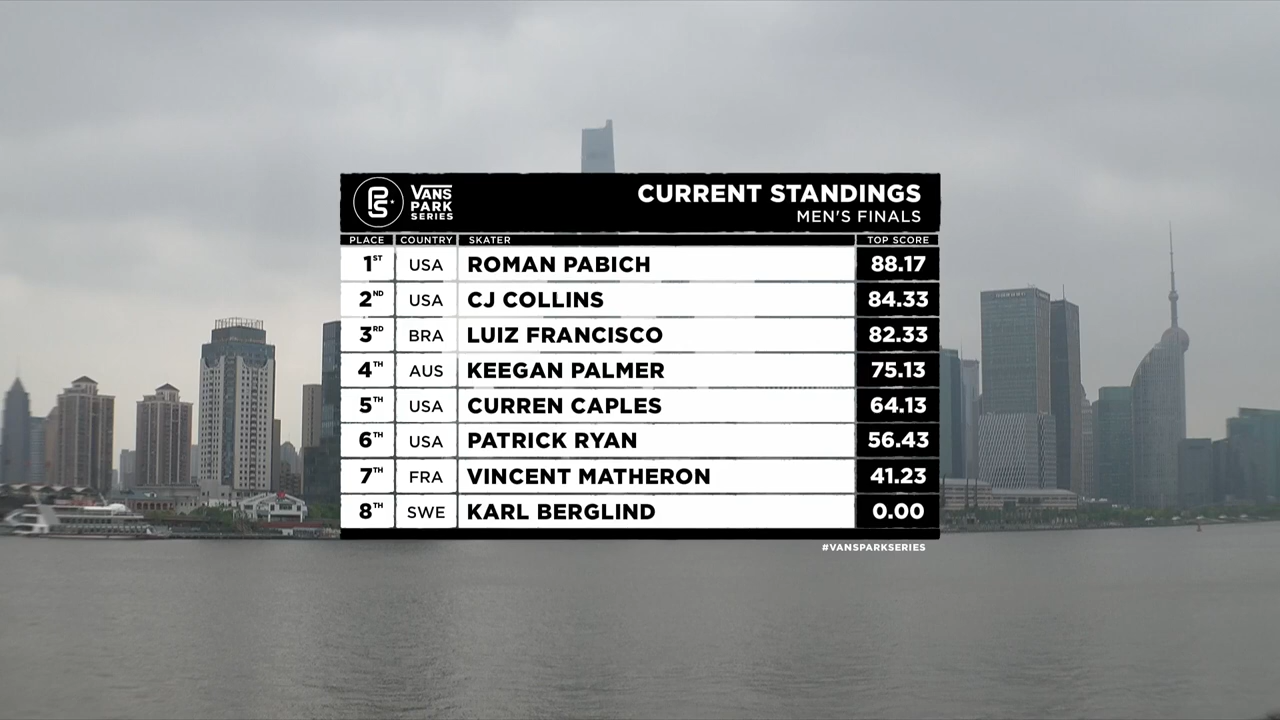 VANS
PARK
SERIES
CURRENT STANDINGS
MEN'S FINALS
PLACE COUNTRY SKATER TOP SCORE
1ST USA ROMAN PABICH 88.17
2ND USA CJ COLLINS 84.33
3RD BRA LUIZ FRANCISCO 82.33
4TH AUS KEEGAN PALMER 75.13
5TH USA CURREN CAPLES 64.13
6TH USA PATRICK RYAN 56.43
7TH FRA VINCENT MATHERON 41.23
8TH SWE KARL BERGLIND 0.00
#VANSPARKSERIES